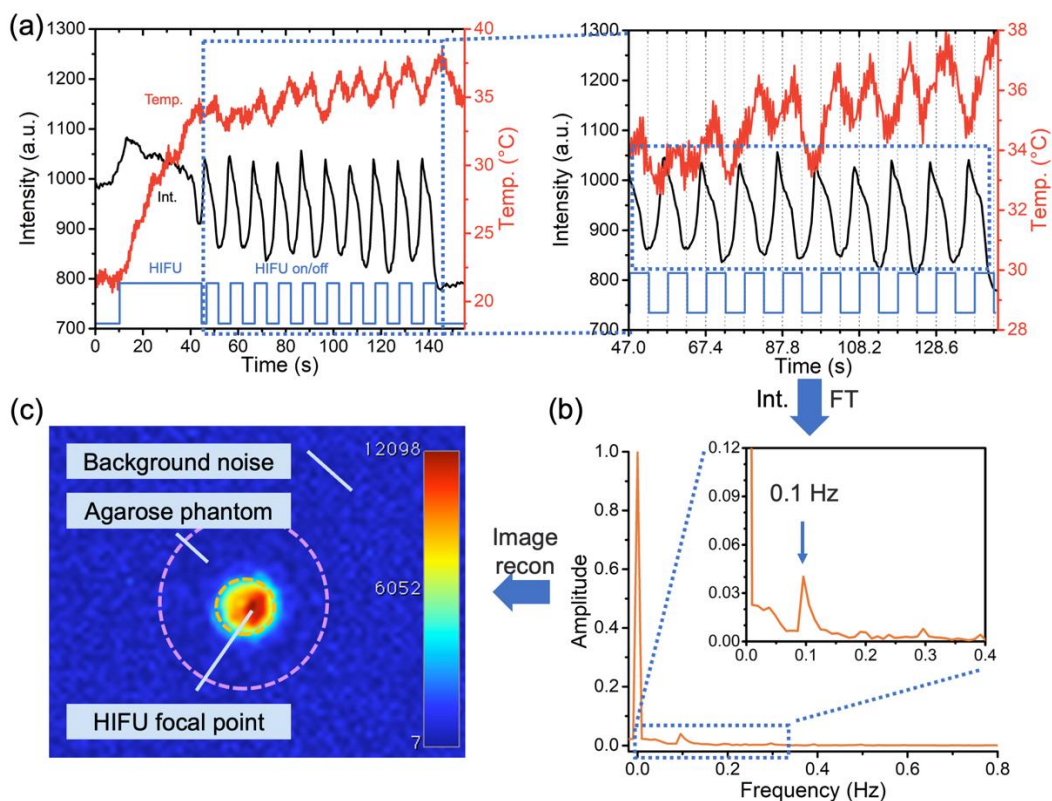 (a)
1300
1200
1100
1000
900
800
700
Intensity (a.u.)
0 20 40 60 80 100 120 140
Time (s)
40
35
30
25
20
Temp. (°C)
Temp.
Int.
HIFU
HIFU on/off
1300
1200
1100
1000
900
800
700
Intensity (a.u.)
47.0 67.4 87.8 108.2 128.6
Time (s)
38
36
34
32
30
28
Temp. (°C)
Int. FT
(c)
Background noise
Agarose phantom
HIFU focal point
12098
6052
7
Image
recon
(b)
1.0
0.8
0.6
0.4
0.2
0.0
Amplitude
0.0 0.2 0.4 0.6 0.8
Frequency (Hz)
0.12
0.09
0.06
0.03
0.00
0.1 Hz
0.0 0.1 0.2 0.3 0.4